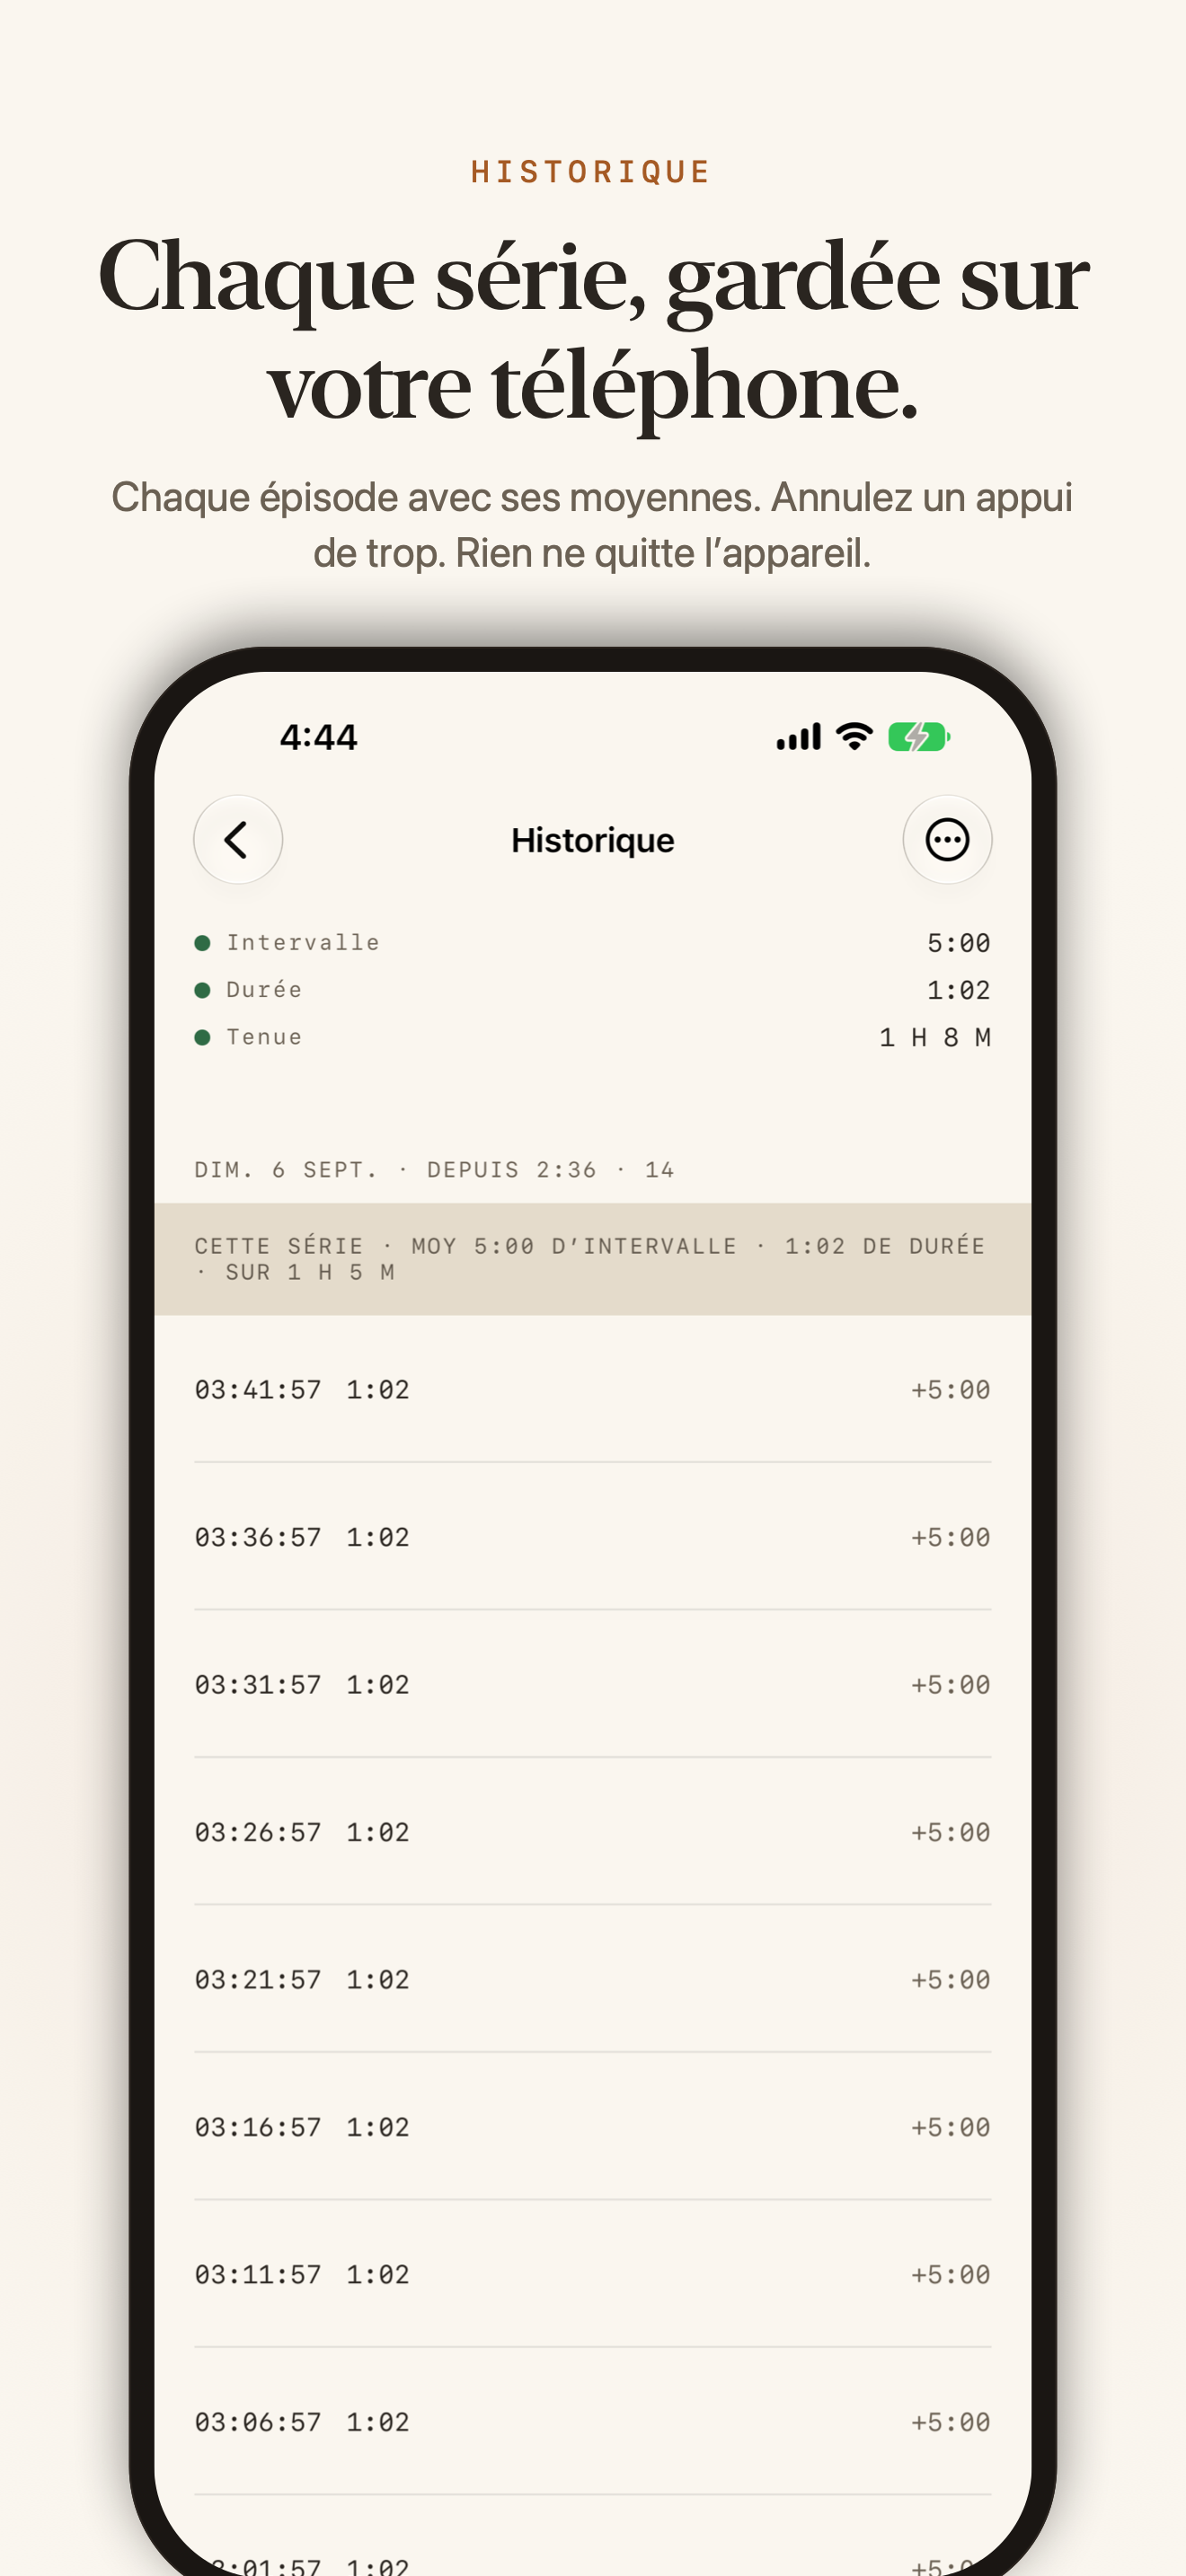 HISTORIQUE
Chaque série, gardée sur
votre téléphone.
Chaque épisode avec ses moyennes. Annulez un appui
de trop. Rien ne quitte l’appareil.
4:44
Historique
Intervalle 5:00
Durée 1:02
Tenue 1 H 8 M
DIM. 6 SEPT. · DEPUIS 2:36 · 14
CETTE SÉRIE · MOY 5:00 D’INTERVALLE · 1:02 DE DURÉE
· SUR 1 H 5 M
03:41:57 1:02 +5:00
03:36:57 1:02 +5:00
03:31:57 1:02 +5:00
03:26:57 1:02 +5:00
03:21:57 1:02 +5:00
03:16:57 1:02 +5:00
03:11:57 1:02 +5:00
03:06:57 1:02 +5:00
1:02